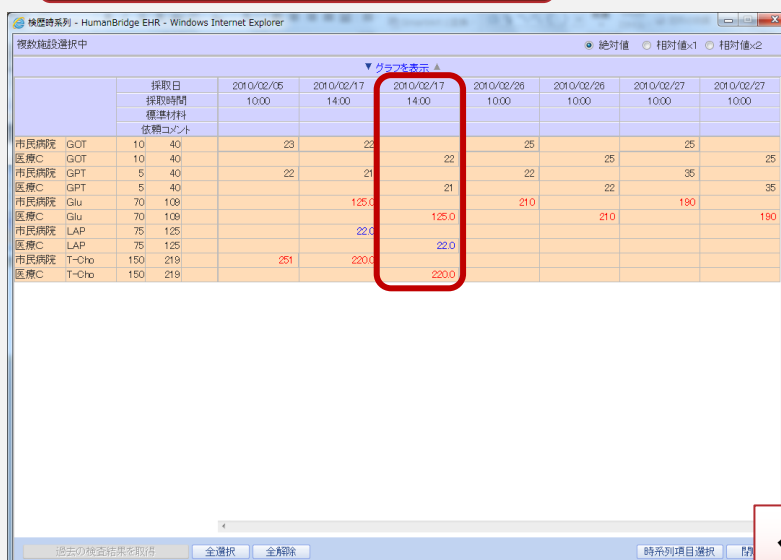 検歴時系列 - HumanBridge EHR - Windows Internet Explorer
複数施設選択中 絶対値 相対値×1 相対値×2
▼ グラフを表示 ▲
採取日 2010/02/05 2010/02/17 2010/02/17 2010/02/26 2010/02/26 2010/02/27 2010/02/27
採取時間 10:00 14:00 14:00 10:00 10:00 10:00 10:00
標準材料
依頼コメント
市民病院 GOT 10 40 23 22 25 25
医療C GOT 10 40 22 25 25
市民病院 GPT 5 40 22 21 22 35
医療C GPT 5 40 21 22 35
市民病院 Glu 70 109 125.0 210 190
医療C Glu 70 109 125.0 210 190
市民病院 LAP 75 125 22.0
医療C LAP 75 125 22.0
市民病院 T-Cho 150 219 251 220.0
医療C T-Cho 150 219 220.0
過去の検査結果を取得 全選択 全解除 時系列項目選択